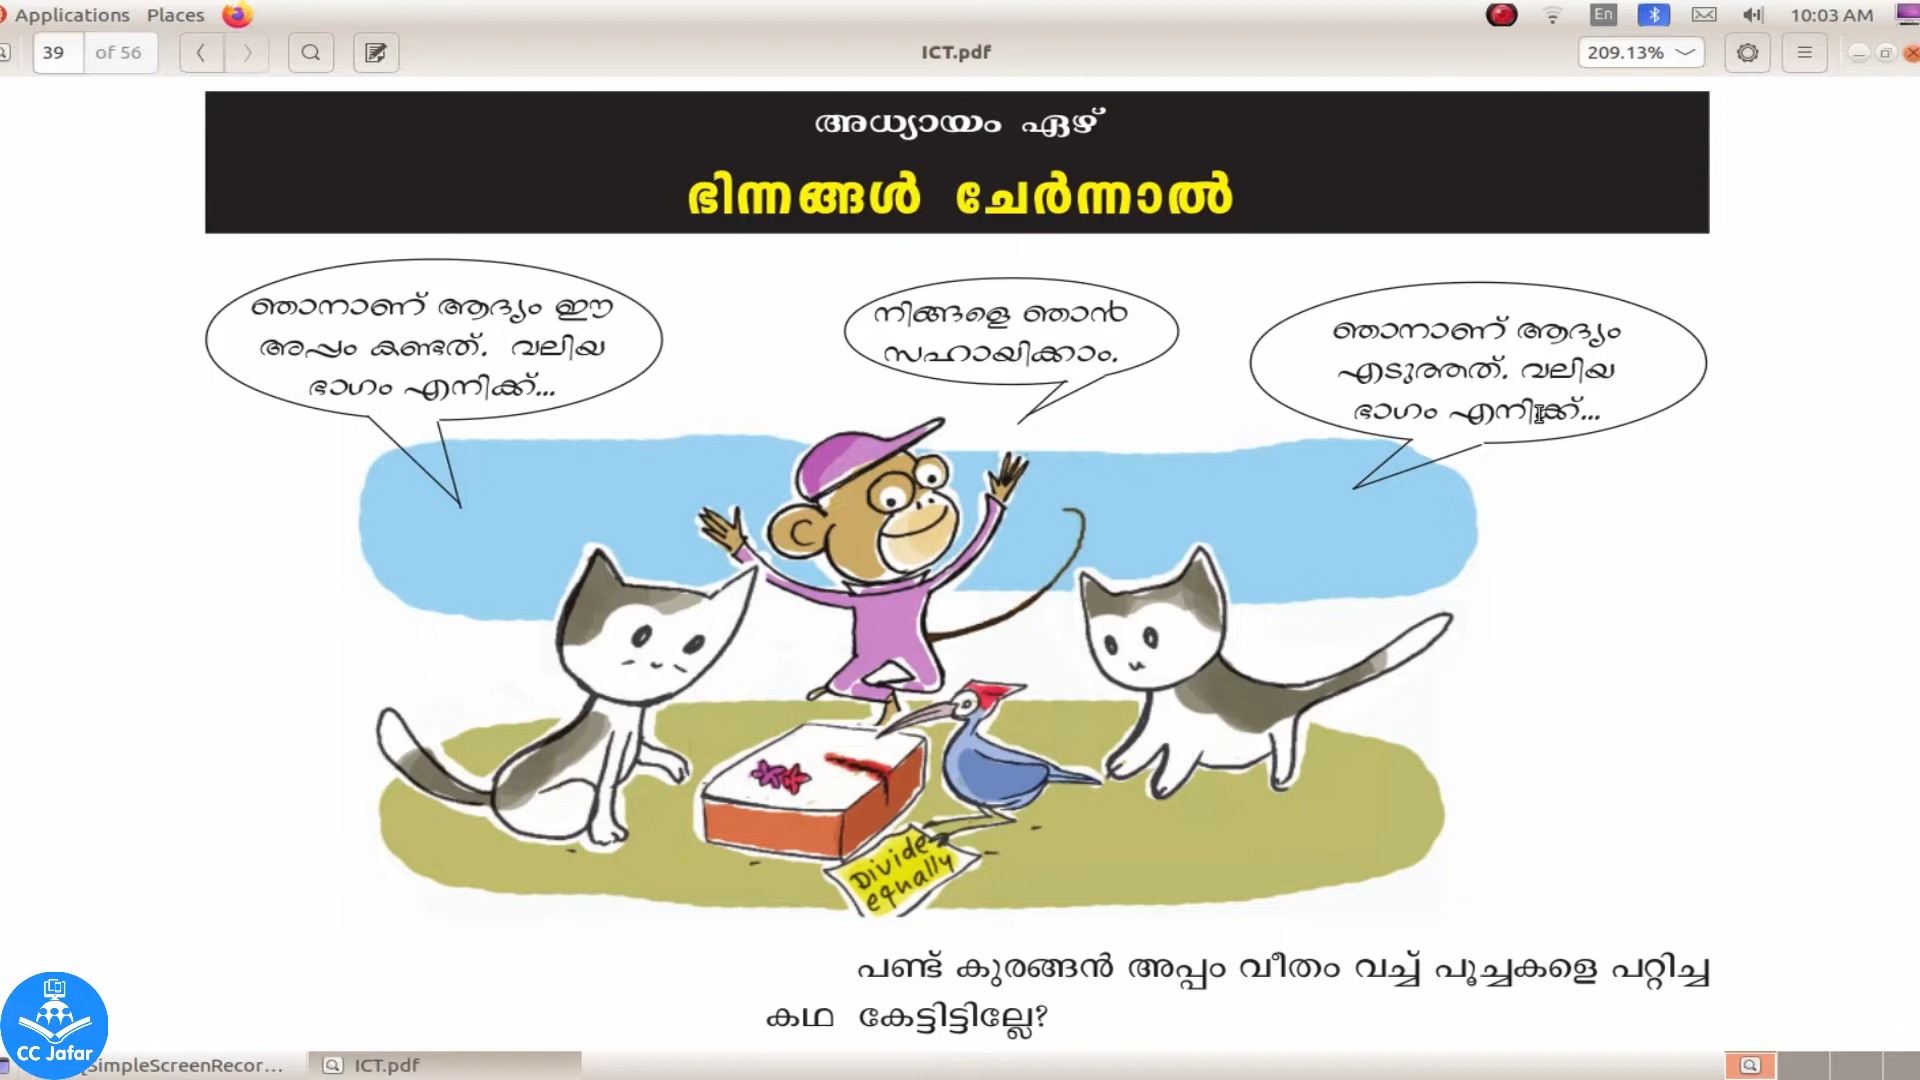 Applications Places En 10:03 AM
39 of 56 ICT.pdf 209.13%
അധ്യായം ഏഴ്
ഭിന്നങ്ങൾ ചേർന്നാൽ
ഞാനാണ് ആദ്യം ഈ
അപ്പം കണ്ടത്. വലിയ
ഭാഗം എനിക്ക്...
നിങ്ങളെ ഞാൻ
സഹായിക്കാം.
ഞാനാണ് ആദ്യം
എടുത്തത്. വലിയ
ഭാഗം എനിക്ക്...
Divide
equally
പണ്ട് കുരങ്ങൻ അപ്പം വീതം വച്ച് പൂച്ചകളെ പറ്റിച്ച
കഥ കേട്ടിട്ടില്ലേ?
CC Jafar
[SimpleScreenRecor... ICT.pdf